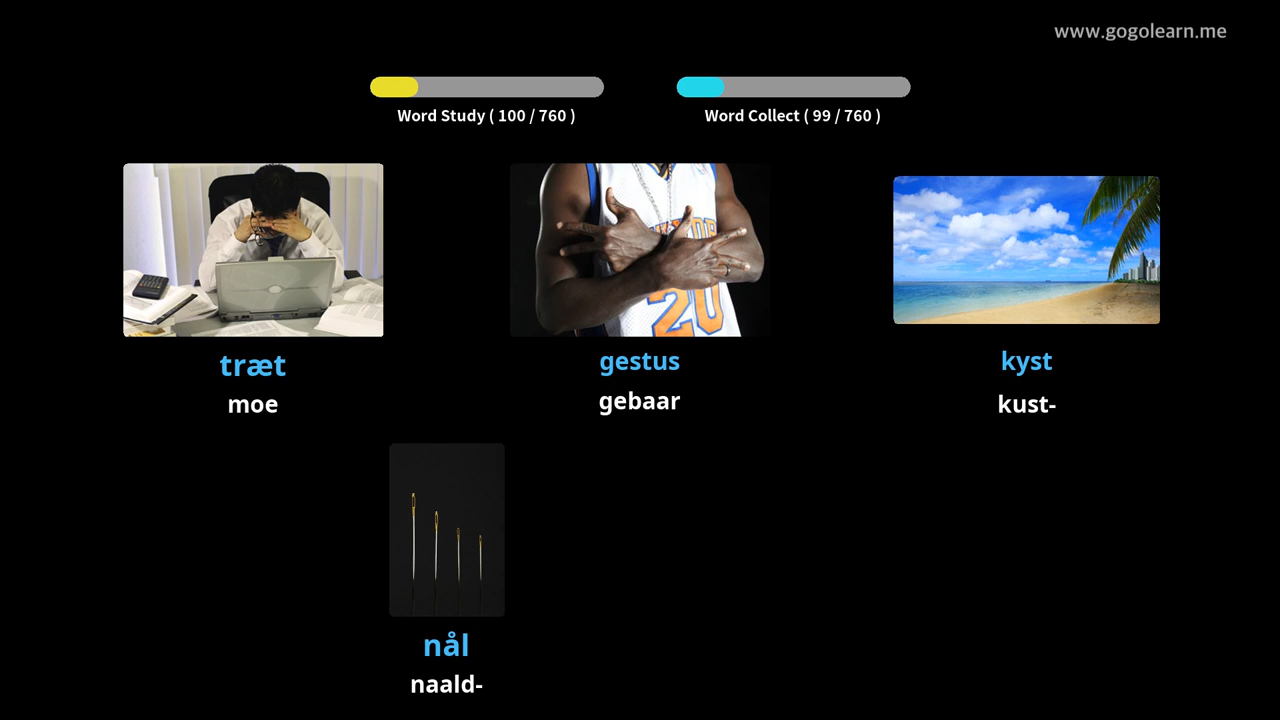 www.gogolearn.me
Word Study ( 100 / 760 )
Word Collect ( 99 / 760 )
20
træt
moe
gestus
gebaar
kyst
kust-
nål
naald-